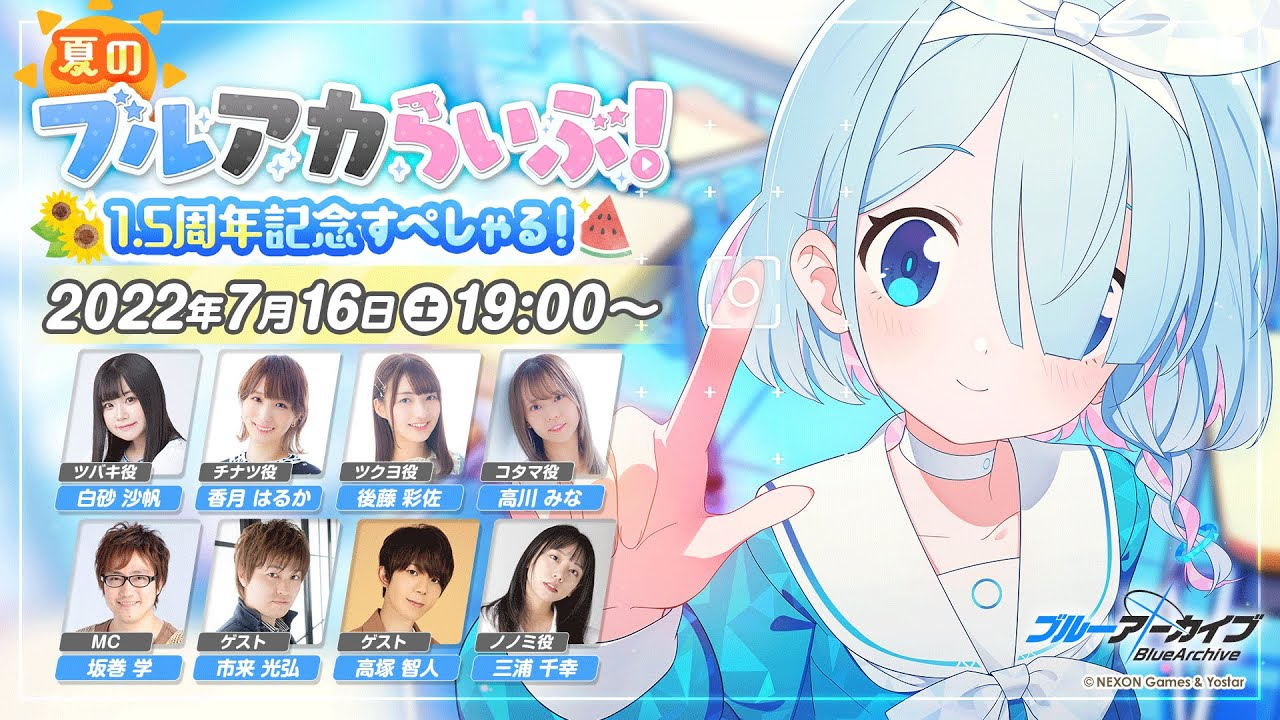 夏の
ブルアカらいぶ!
1.5周年記念すぺしゃる!
2022年7月16日土19:00〜
ツバキ役
白砂 沙帆
チナツ役
香月 はるか
ツクヨ役
後藤 彩佐
コタマ役
高川 みな
MC
坂巻 学
ゲスト
市来 光弘
ゲスト
高塚 智人
ノノミ役
三浦 千幸
ブルーアーカイブ
BlueArchive
© NEXON Games & Yostar